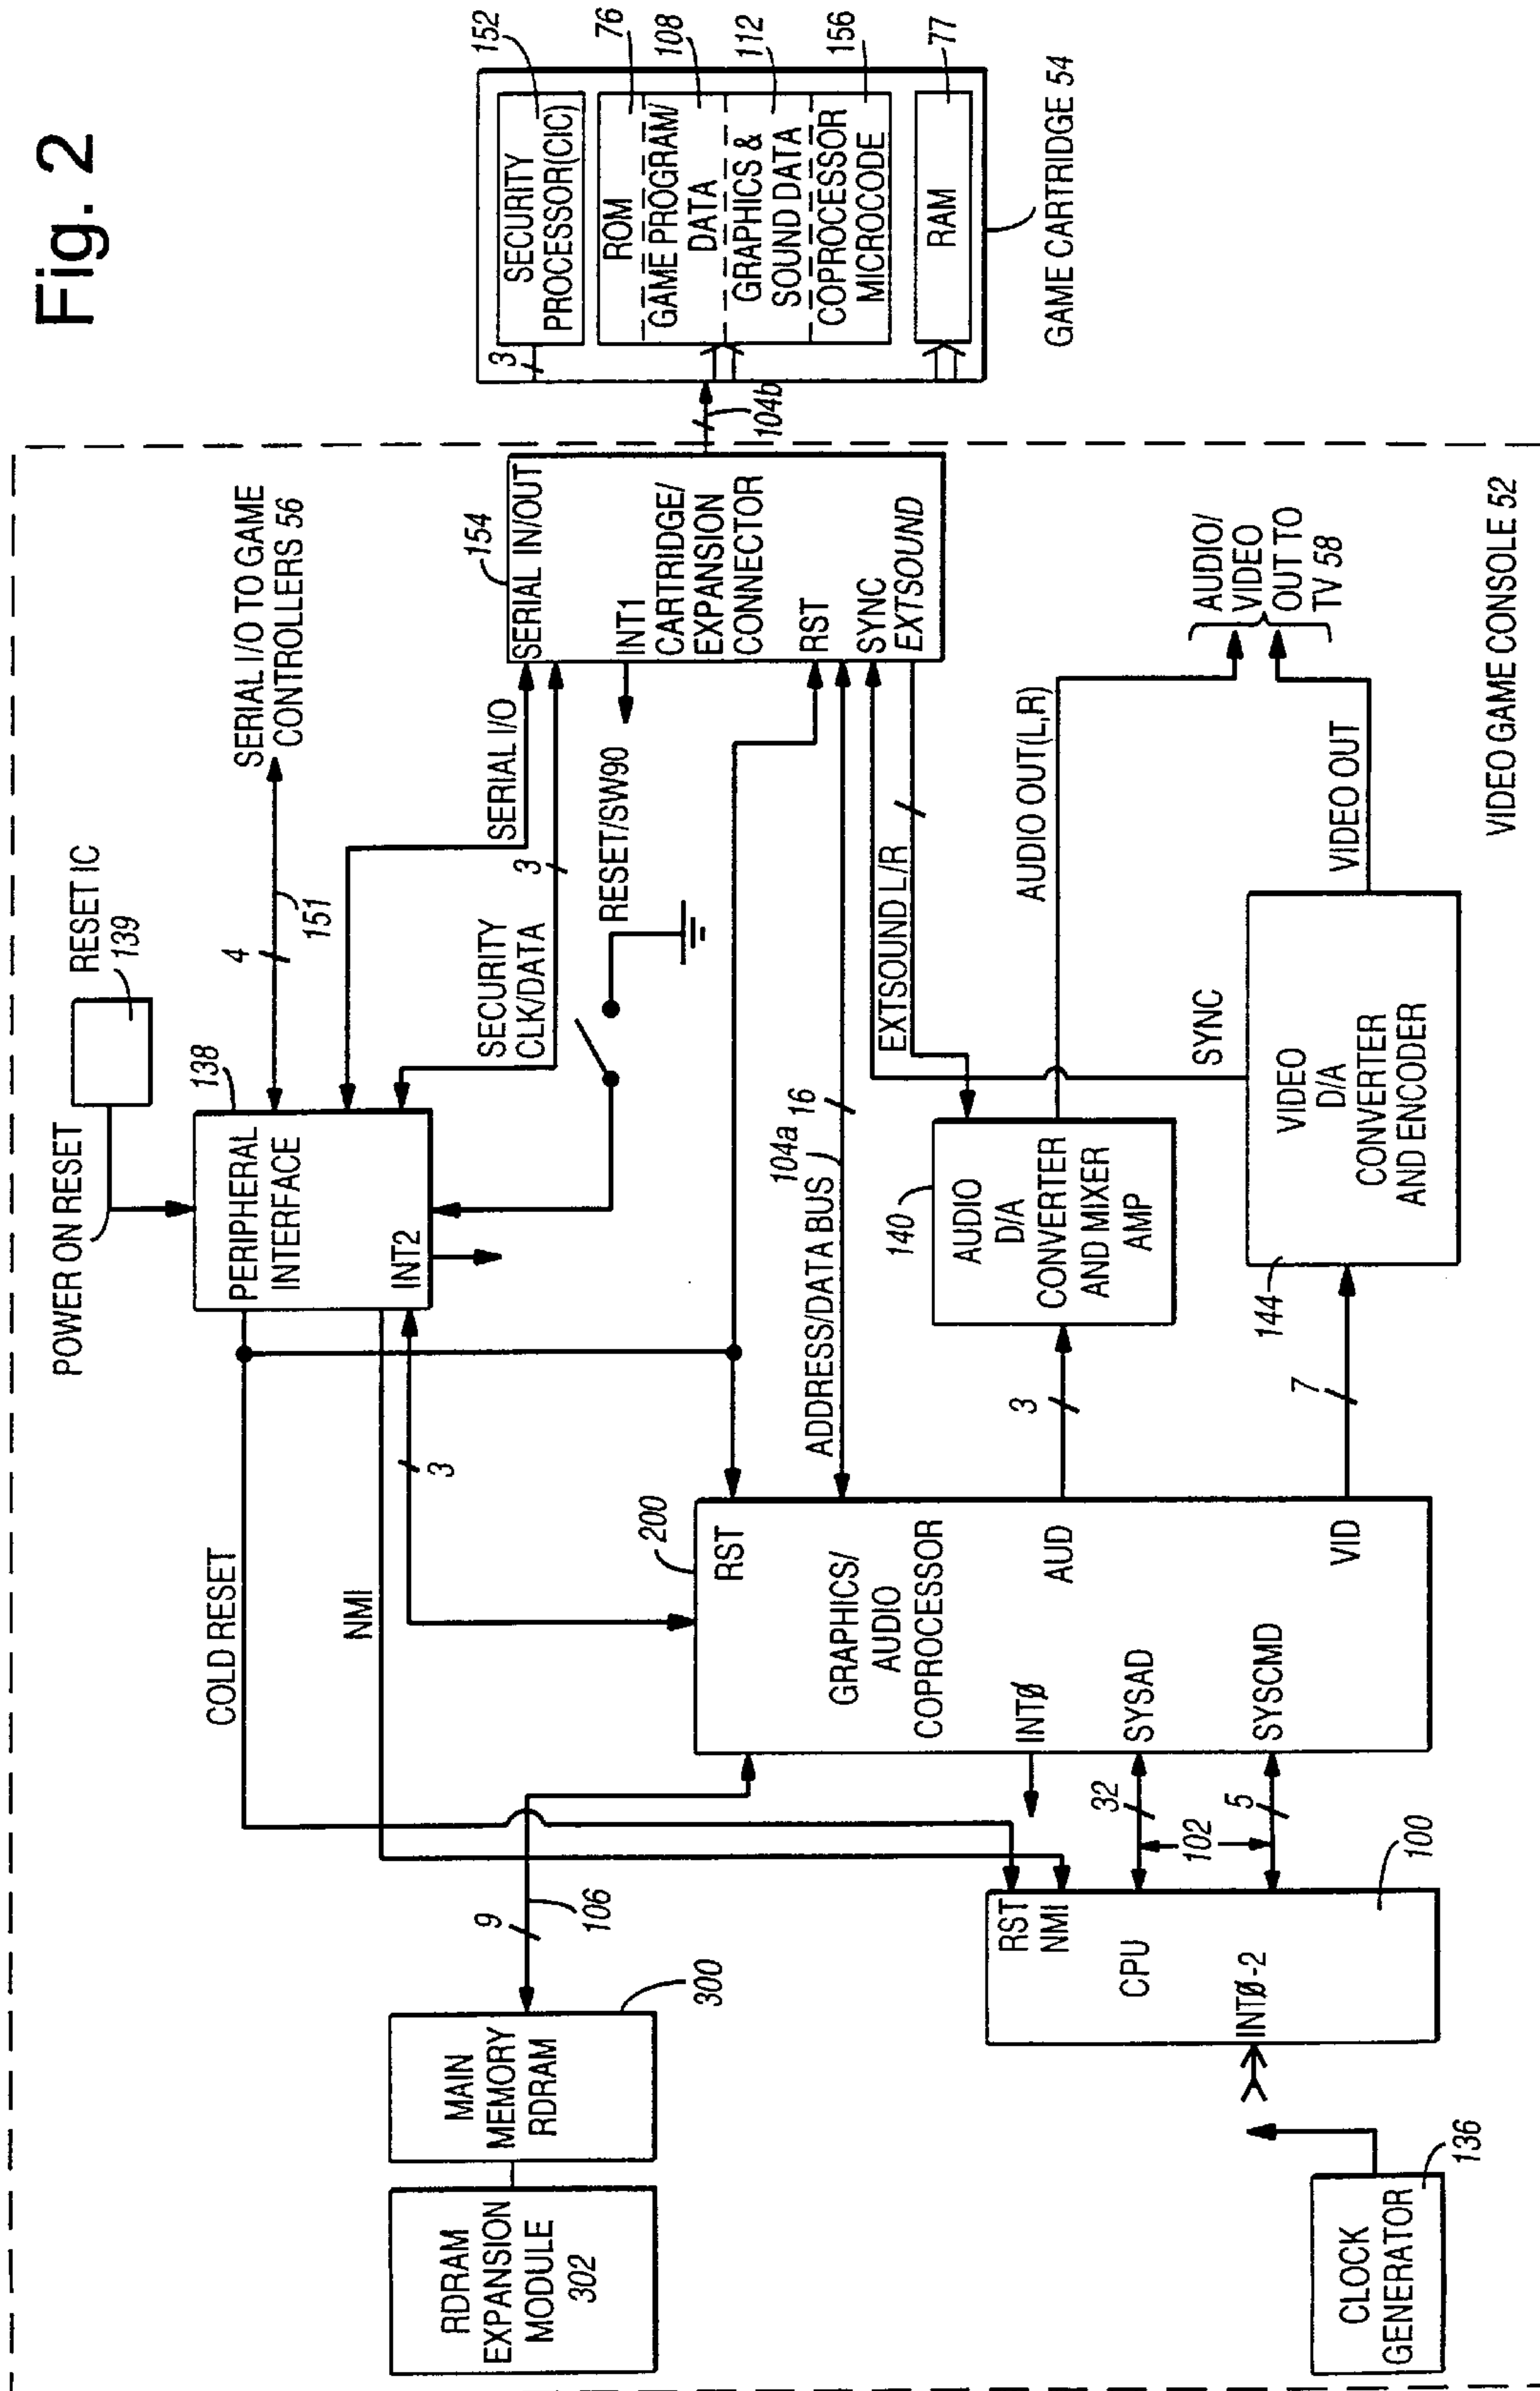 Fig. 2
POWER ON RESET
RESET IC
139
138
PERIPHERAL
INTERFACE
INT2
4
151
SERIAL I/O TO GAME
CONTROLLERS 56
SERIAL I/O
SECURITY
CLK/DATA
3
RESET/SW90
154
SERIAL IN/OUT
INT1
CARTRIDGE/
EXPANSION
CONNECTOR
RST
SYNC
EXTSOUND
104b
3
SECURITY
PROCESSOR(CIC)
152
ROM
76
GAME PROGRAM/
DATA
108
GRAPHICS &
SOUND DATA
112
COPROCESSOR
MICROCODE
156
RAM
77
GAME CARTRIDGE 54
COLD RESET
NMI
3
RDRAM
EXPANSION
MODULE
302
MAIN
MEMORY
RDRAM
300
9
106
200
RST
GRAPHICS/
AUDIO
COPROCESSOR
AUD
VID
INTØ
SYSAD
SYSCMD
ADDRESS/DATA BUS
104a
16
EXTSOUND L/R
140
AUDIO
D/A
CONVERTER
AND MIXER
AMP
3
AUDIO OUT(L,R)
SYNC
144
VIDEO
D/A
CONVERTER
AND ENCODER
7
VIDEO OUT
AUDIO/
VIDEO
OUT TO
TV 58
RST
NMI
CPU
INTØ-2
100
32
102
5
CLOCK
GENERATOR
136
VIDEO GAME CONSOLE 52